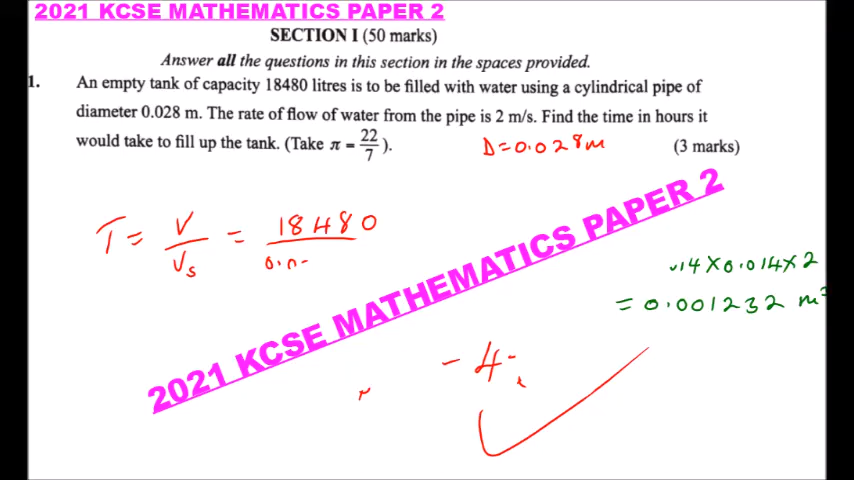 2021 KCSE MATHEMATICS PAPER 2
SECTION I (50 marks)
Answer all the questions in this section in the spaces provided.
1. An empty tank of capacity 18480 litres is to be filled with water using a cylindrical pipe of
diameter 0.028 m. The rate of flow of water from the pipe is 2 m/s. Find the time in hours it
would take to fill up the tank. (Take π = 22/7).
(3 marks)
D = 0.028m
T = V/Vs = 18480
2021 KCSE MATHEMATICS PAPER 2
14 × 0.014 × 2
= 0.001232 m³